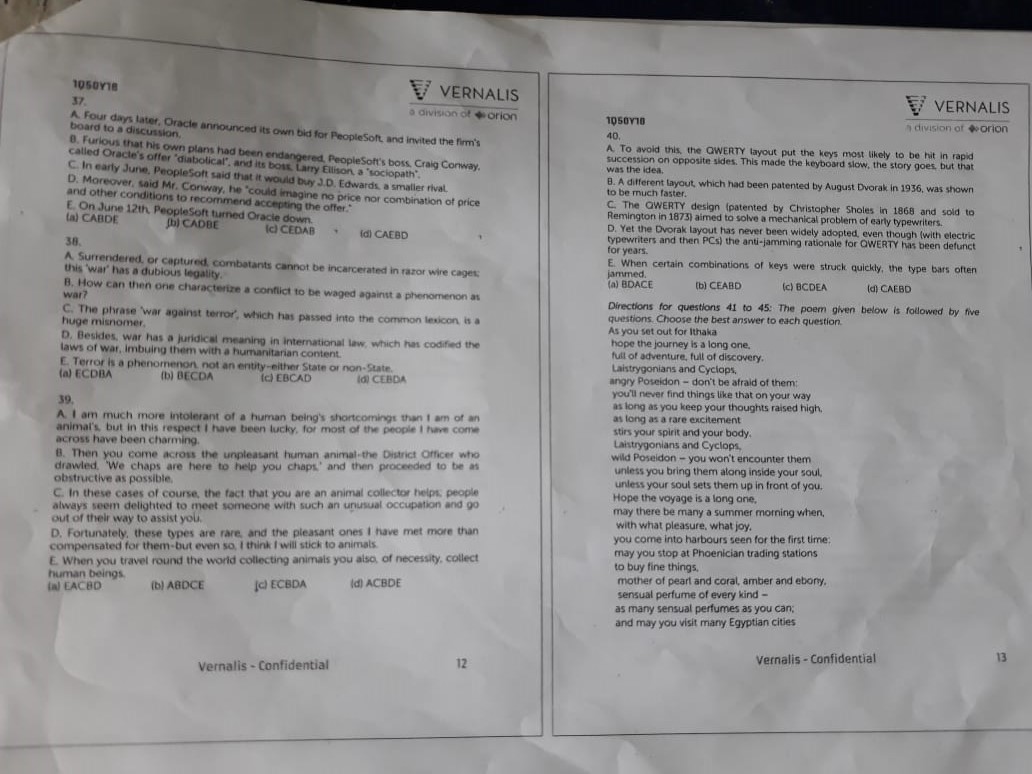 1Q50Y18
VERNALIS
a division of orion
37.
A. Four days later, Oracle announced its own bid for PeopleSoft, and invited the firm's
board to a discussion.
B. Furious that his own plans had been endangered, PeopleSoft's boss, Craig Conway,
called Oracle's offer "diabolical", and its boss, Larry Ellison, a "sociopath".
C. In early June, PeopleSoft said that it would buy J.D. Edwards, a smaller rival.
D. Moreover, said Mr. Conway, he "could imagine no price nor combination of price
and other conditions to recommend accepting the offer."
E. On June 12th, PeopleSoft turned Oracle down.
(a) CABDE (b) CADBE (c) CEDAB (d) CAEBD
38.
A. Surrendered, or captured, combatants cannot be incarcerated in razor wire cages;
this 'war' has a dubious legality.
B. How can then one characterize a conflict to be waged against a phenomenon as
war?
C. The phrase 'war against terror', which has passed into the common lexicon, is a
huge misnomer.
D. Besides, war has a juridical meaning in international law, which has codified the
laws of war, imbuing them with a humanitarian content.
E. Terror is a phenomenon, not an entity-either State or non-State.
(a) ECDBA (b) BECDA (c) EBCAD (d) CEBDA
39.
A. I am much more intolerant of a human being's shortcomings than I am of an
animal's, but in this respect I have been lucky, for most of the people I have come
across have been charming.
B. Then you come across the unpleasant human animal-the District Officer who
drawled, 'We chaps are here to help you chaps,' and then proceeded to be as
obstructive as possible.
C. In these cases of course, the fact that you are an animal collector helps; people
always seem delighted to meet someone with such an unusual occupation and go
out of their way to assist you.
D. Fortunately, these types are rare, and the pleasant ones I have met more than
compensated for them-but even so, I think I will stick to animals.
E. When you travel round the world collecting animals you also, of necessity, collect
human beings.
(a) EACBD (b) ABDCE (c) ECBDA (d) ACBDE
Vernalis - Confidential 12
1Q50Y18
VERNALIS
a division of orion
40.
A. To avoid this, the QWERTY layout put the keys most likely to be hit in rapid
succession on opposite sides. This made the keyboard slow, the story goes, but that
was the idea.
B. A different layout, which had been patented by August Dvorak in 1936, was shown
to be much faster.
C. The QWERTY design (patented by Christopher Sholes in 1868 and sold to
Remington in 1873) aimed to solve a mechanical problem of early typewriters.
D. Yet the Dvorak layout has never been widely adopted, even though (with electric
typewriters and then PCs) the anti-jamming rationale for QWERTY has been defunct
for years.
E. When certain combinations of keys were struck quickly, the type bars often
jammed.
(a) BDACE (b) CEABD (c) BCDEA (d) CAEBD
Directions for questions 41 to 45: The poem given below is followed by five
questions. Choose the best answer to each question.
As you set out for Ithaka
hope the journey is a long one,
full of adventure, full of discovery.
Laistrygonians and Cyclops,
angry Poseidon – don't be afraid of them:
you'll never find things like that on your way
as long as you keep your thoughts raised high,
as long as a rare excitement
stirs your spirit and your body.
Laistrygonians and Cyclops,
wild Poseidon – you won't encounter them
unless you bring them along inside your soul,
unless your soul sets them up in front of you.
Hope the voyage is a long one,
may there be many a summer morning when,
with what pleasure, what joy,
you come into harbours seen for the first time:
may you stop at Phoenician trading stations
to buy fine things,
mother of pearl and coral, amber and ebony,
sensual perfume of every kind –
as many sensual perfumes as you can;
and may you visit many Egyptian cities
Vernalis - Confidential 13